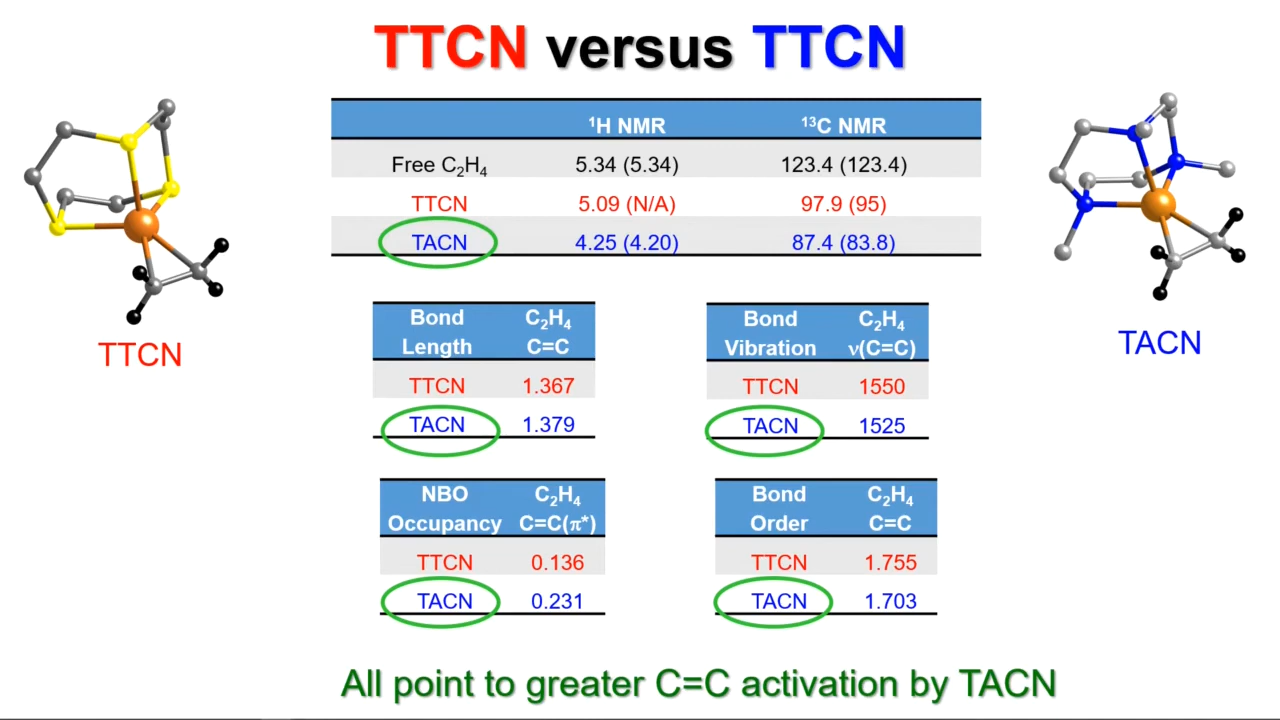 TTCN versus TTCN
¹H NMR ¹³C NMR
Free C₂H₄ 5.34 (5.34) 123.4 (123.4)
TTCN 5.09 (N/A) 97.9 (95)
TACN 4.25 (4.20) 87.4 (83.8)
TTCN
TACN
Bond C₂H₄
Length C=C
TTCN 1.367
TACN 1.379
Bond C₂H₄
Vibration ν(C=C)
TTCN 1550
TACN 1525
NBO C₂H₄
Occupancy C=C(π*)
TTCN 0.136
TACN 0.231
Bond C₂H₄
Order C=C
TTCN 1.755
TACN 1.703
All point to greater C=C activation by TACN